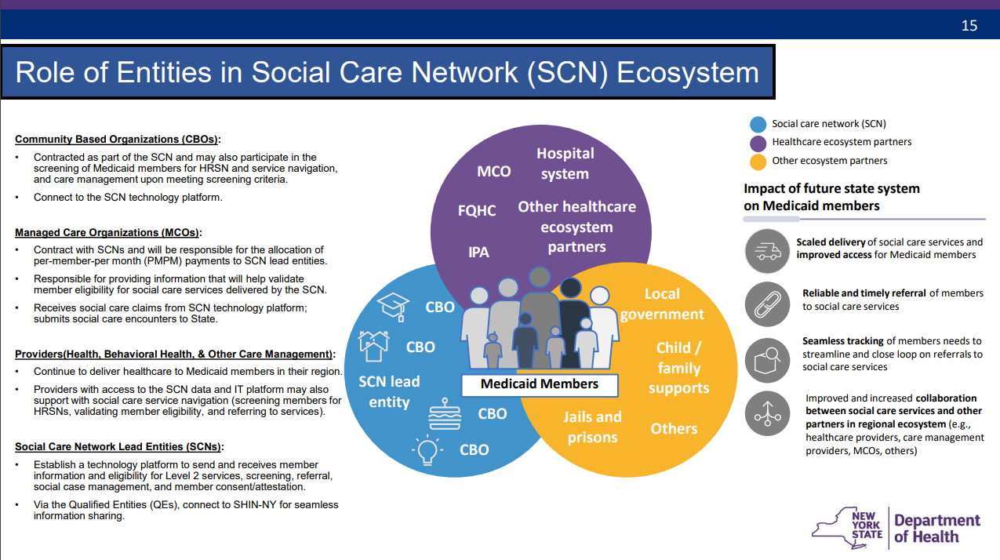 15
Role of Entities in Social Care Network (SCN) Ecosystem
Community Based Organizations (CBOs):
• Contracted as part of the SCN and may also participate in the
screening of Medicaid members for HRSN and service navigation,
and care management upon meeting screening criteria.
• Connect to the SCN technology platform.
Managed Care Organizations (MCOs):
• Contract with SCNs and will be responsible for the allocation of
per-member-per month (PMPM) payments to SCN lead entities.
• Responsible for providing information that will help validate
member eligibility for social care services delivered by the SCN.
• Receives social care claims from SCN technology platform;
submits social care encounters to State.
Providers(Health, Behavioral Health, & Other Care Management):
• Continue to deliver healthcare to Medicaid members in their region.
• Providers with access to the SCN data and IT platform may also
support with social care service navigation (screening members for
HRSNs, validating member eligibility, and referring to services).
Social Care Network Lead Entities (SCNs):
• Establish a technology platform to send and receives member
information and eligibility for Level 2 services, screening, referral,
social case management, and member consent/attestation.
• Via the Qualified Entities (QEs), connect to SHIN-NY for seamless
information sharing.
MCO
Hospital
system
FQHC
Other healthcare
ecosystem
partners
IPA
CBO
CBO
SCN lead
entity
CBO
CBO
Medicaid Members
Local
government
Child /
family
supports
Jails and
prisons
Others
Social care network (SCN)
Healthcare ecosystem partners
Other ecosystem partners
Impact of future state system
on Medicaid members
Scaled delivery of social care services and
improved access for Medicaid members
Reliable and timely referral of members
to social care services
Seamless tracking of members needs to
streamline and close loop on referrals to
social care services
Improved and increased collaboration
between social care services and other
partners in regional ecosystem (e.g.,
healthcare providers, care management
providers, MCOs, others)
NEW
YORK
STATE
Department
of Health